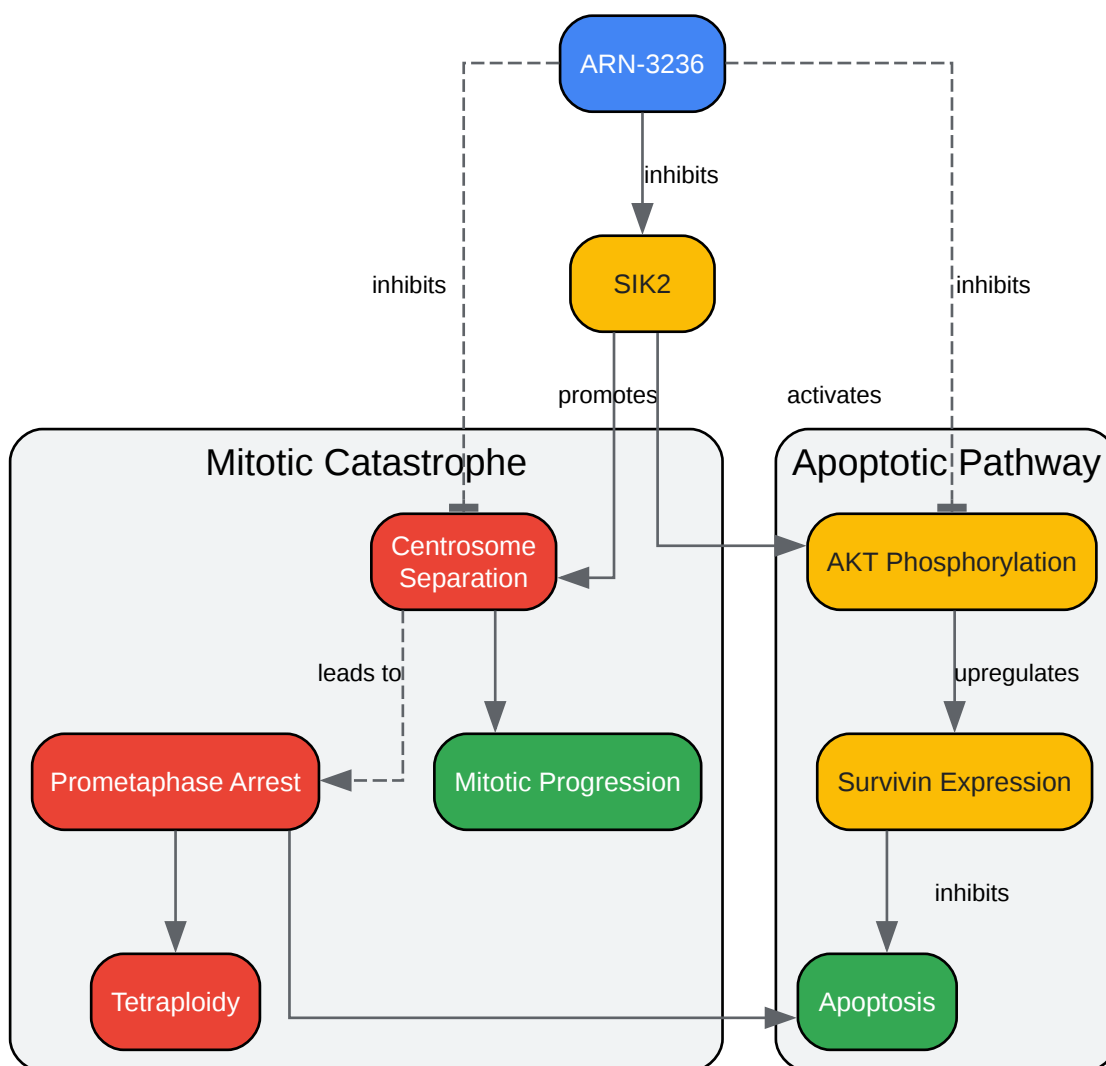 ARN-3236
inhibits
SIK2
inhibits
inhibits
promotes
activates
Mitotic Catastrophe
Apoptotic Pathway
Centrosome
Separation
AKT Phosphorylation
leads to
upregulates
Prometaphase Arrest
Mitotic Progression
Survivin Expression
inhibits
Tetraploidy
Apoptosis